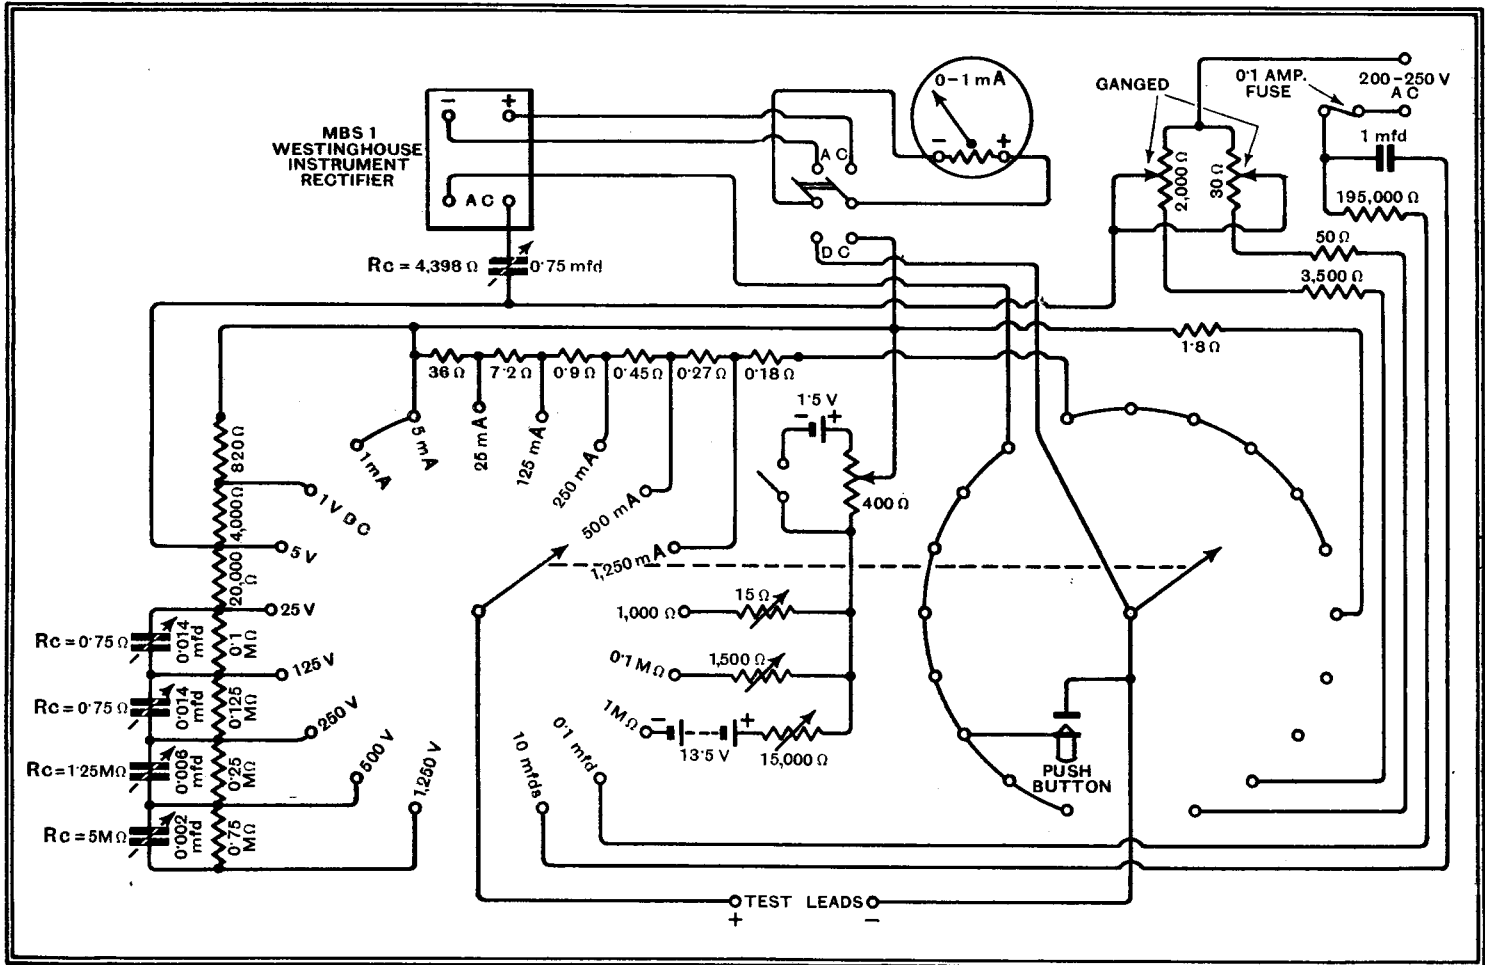 MBS 1
WESTINGHOUSE
INSTRUMENT
RECTIFIER
- +
A C
Rc = 4,398 Ω
0·75 mfd
0-1 mA
- +
A C
D C
GANGED
0·1 AMP.
FUSE
200-250 V
A C
1 mfd
2,000 Ω
30 Ω
195,000 Ω
50 Ω
3,500 Ω
1·8 Ω
36 Ω
7·2 Ω
0·9 Ω
0·45 Ω
0·27 Ω
0·18 Ω
820 Ω
4,000 Ω
20,000 Ω
0·1 MΩ
0·125 MΩ
0·25 MΩ
0·75 MΩ
1 mA
5 mA
25 mA
125 mA
250 mA
500 mA
1,250 mA
1 V D C
5 V
25 V
125 V
250 V
500 V
1,250 V
Rc = 0·75 Ω
0·014 mfd
Rc = 0·75 Ω
0·014 mfd
Rc = 1·25 MΩ
0·006 mfd
Rc = 5 MΩ
0·002 mfd
1·5 V
- +
400 Ω
1,000 Ω
15 Ω
0·1 MΩ
1,500 Ω
1 MΩ
- +
13·5 V
15,000 Ω
0·1 mfd
10 mfds
PUSH
BUTTON
TEST LEADS
+ -